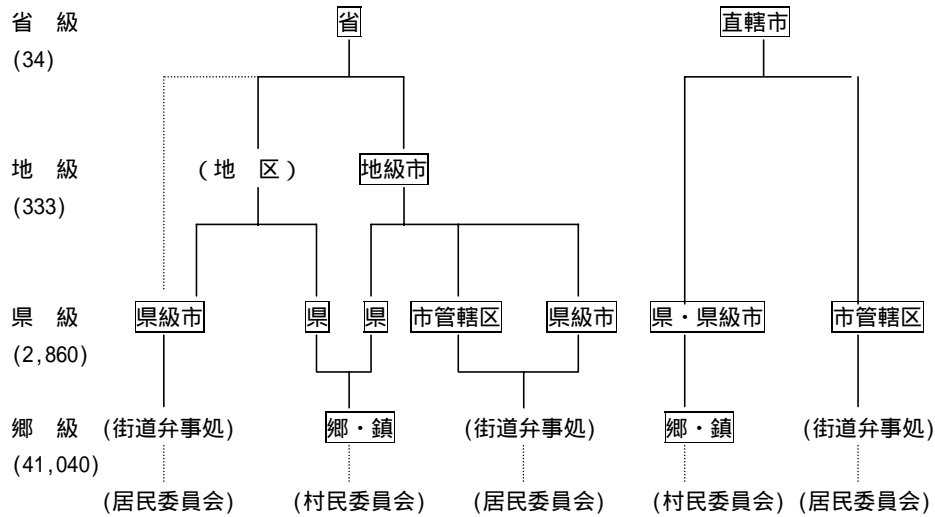 省 級 省 直轄市
(34)
地 級 (地 区) 地級市
(333)
県 級 県級市 県 県 市管轄区 県級市 県・県級市 市管轄区
(2,860)
郷 級 (街道弁事処) 郷・鎮 (街道弁事処) 郷・鎮 (街道弁事処)
(41,040)
(居民委員会) (村民委員会) (居民委員会) (村民委員会) (居民委員会)